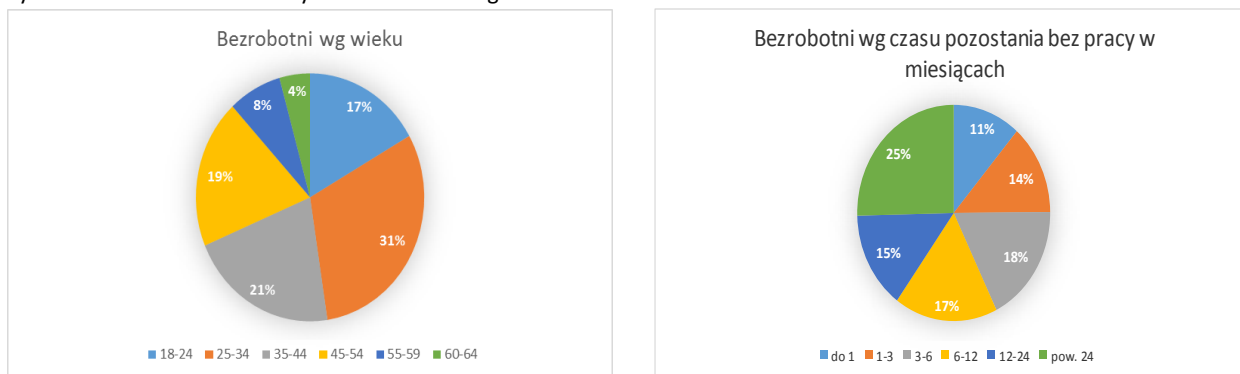 Bezrobotni wg wieku
4%
8%
17%
19%
31%
21%
18-24 25-34 35-44 45-54 55-59 60-64
Bezrobotni wg czasu pozostania bez pracy w
miesiącach
11%
25%
14%
15%
18%
17%
do 1 1-3 3-6 6-12 12-24 pow. 24